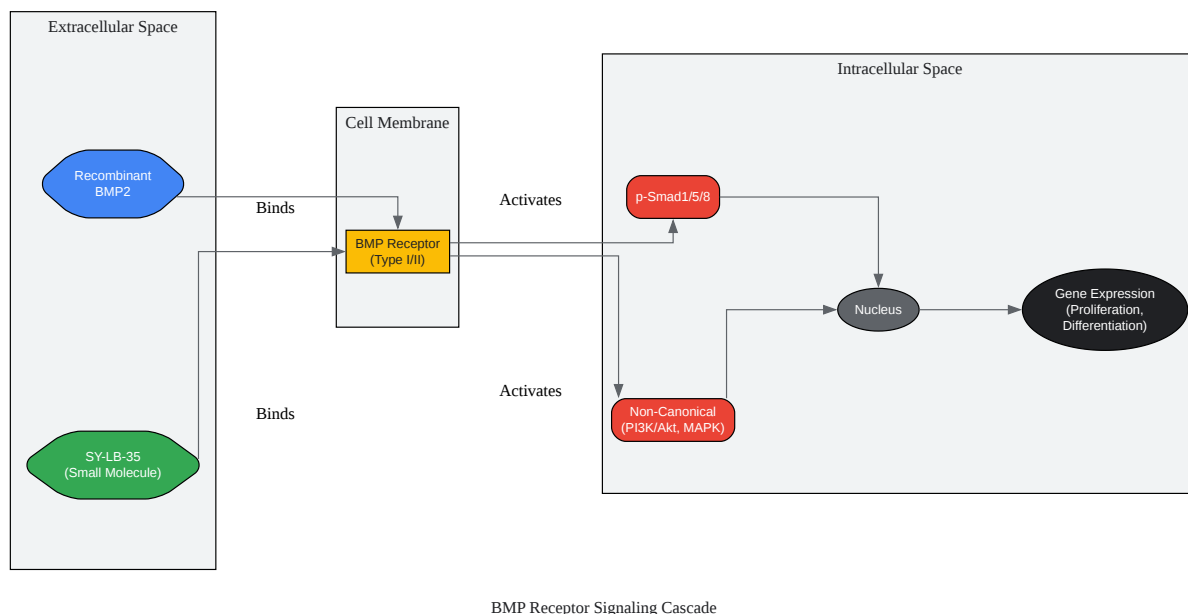 Extracellular Space
Recombinant
BMP2
SY-LB-35
(Small Molecule)
Binds
Binds
Cell Membrane
BMP Receptor
(Type I/II)
Activates
Activates
Intracellular Space
p-Smad1/5/8
Non-Canonical
(PI3K/Akt, MAPK)
Nucleus
Gene Expression
(Proliferation,
Differentiation)
BMP Receptor Signaling Cascade